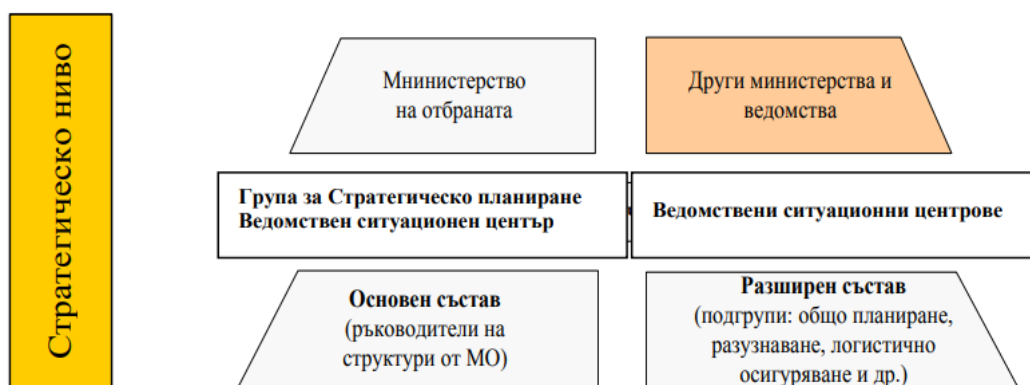 Стратегическо ниво
Мнинистерство
на отбраната
Други министерства и
ведомства
Група за Стратегическо планиране
Ведомствен ситуационен център
Ведомствени ситуационни центрове
Основен състав
(ръководители на
структури от МО)
Разширен състав
(подгрупи: общо планиране,
разузнаване, логистично
осигуряване и др.)